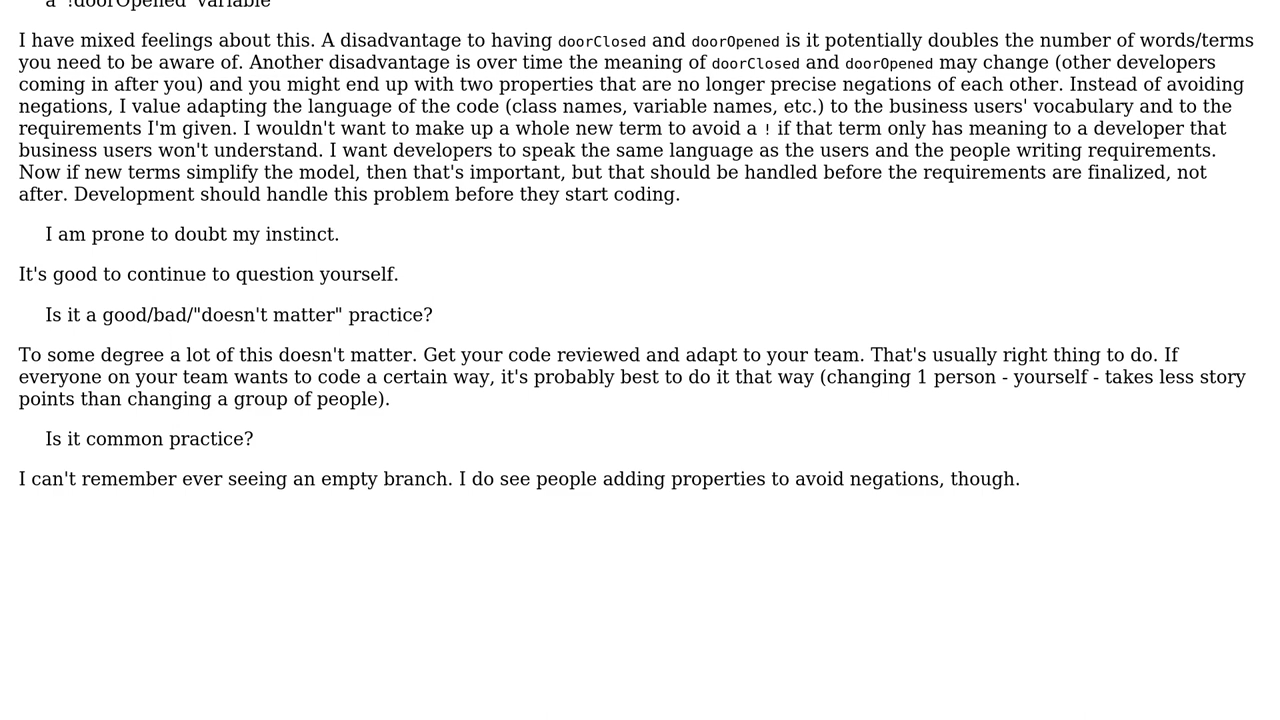 a `!doorOpened` variable
I have mixed feelings about this. A disadvantage to having doorClosed and doorOpened is it potentially doubles the number of words/terms
you need to be aware of. Another disadvantage is over time the meaning of doorClosed and doorOpened may change (other developers
coming in after you) and you might end up with two properties that are no longer precise negations of each other. Instead of avoiding
negations, I value adapting the language of the code (class names, variable names, etc.) to the business users' vocabulary and to the
requirements I'm given. I wouldn't want to make up a whole new term to avoid a ! if that term only has meaning to a developer that
business users won't understand. I want developers to speak the same language as the users and the people writing requirements.
Now if new terms simplify the model, then that's important, but that should be handled before the requirements are finalized, not
after. Development should handle this problem before they start coding.
I am prone to doubt my instinct.
It's good to continue to question yourself.
Is it a good/bad/"doesn't matter" practice?
To some degree a lot of this doesn't matter. Get your code reviewed and adapt to your team. That's usually right thing to do. If
everyone on your team wants to code a certain way, it's probably best to do it that way (changing 1 person - yourself - takes less story
points than changing a group of people).
Is it common practice?
I can't remember ever seeing an empty branch. I do see people adding properties to avoid negations, though.